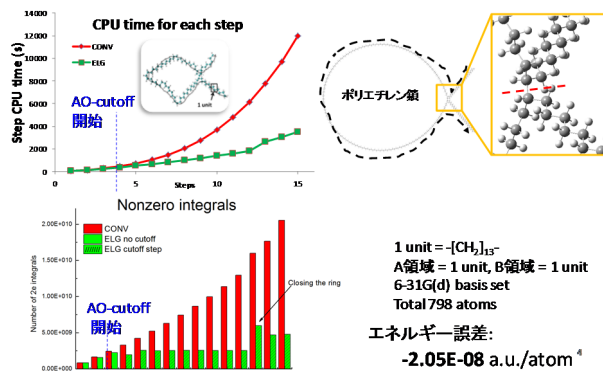 CPU time for each step
14000
12000
10000
8000
6000
4000
2000
0
Step CPU time (s)
CONV
ELG
1 unit
AO-cutoff
開始
0
5
10
15
Steps
ポリエチレン鎖
Nonzero integrals
2.00E+010
1.50E+010
1.00E+010
5.00E+009
0.00E+000
Number of 2e integrals
CONV
ELG no cutoff
ELG cutoff step
Closing the ring
AO-cutoff
開始
1 unit = -[CH2]13-
A領域 = 1 unit, B領域 = 1 unit
6-31G(d) basis set
Total 798 atoms
エネルギー誤差:
-2.05E-08 a.u./atom
4